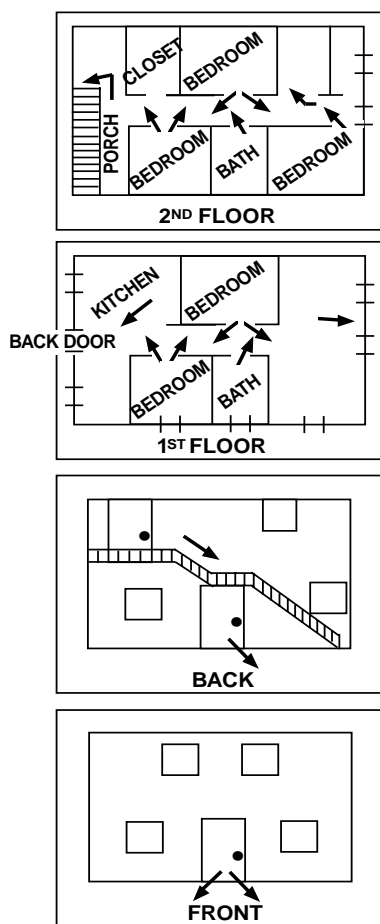 CLOSET
BEDROOM
PORCH
BEDROOM
BATH
BEDROOM
2ND FLOOR
KITCHEN
BEDROOM
BACK DOOR
BEDROOM
BATH
1ST FLOOR
BACK
FRONT